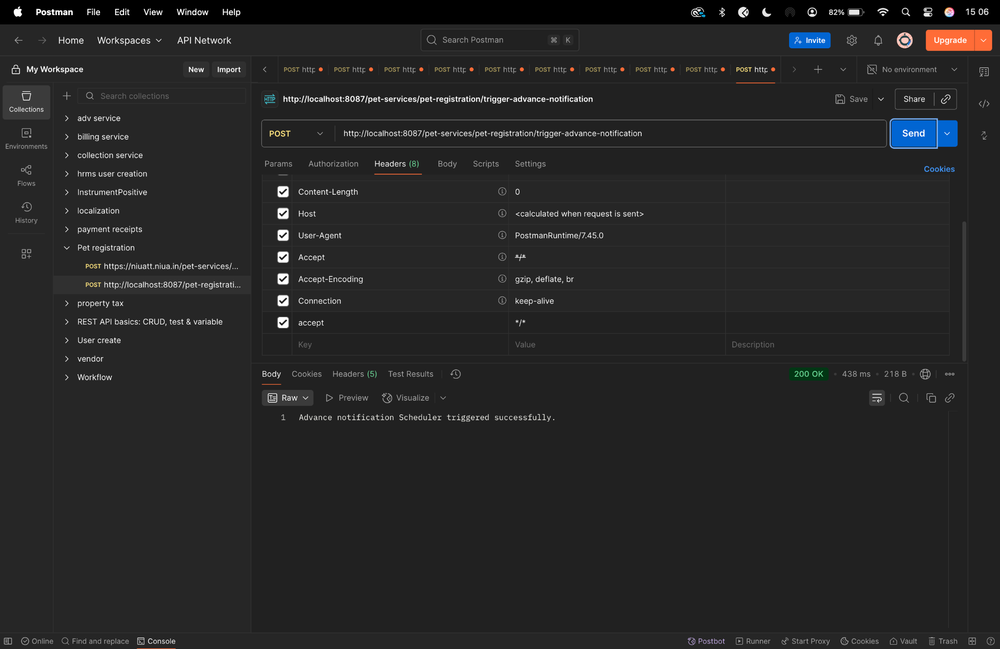 Postman File Edit View Window Help 82% 15 06
Home Workspaces API Network Search Postman ⌘ K Invite Upgrade
My Workspace New Import
POST http POST http POST http POST http POST http POST http POST http POST http POST http POST http No environment
Collections
Environments
Flows
History
Search collections
adv service
billing service
collection service
hrms user creation
InstrumentPositive
localization
payment receipts
Pet registration
POST https://niuatt.niua.in/pet-services/...
POST http://localhost:8087/pet-registrati...
property tax
REST API basics: CRUD, test & variable
User create
vendor
Workflow
HTTP http://localhost:8087/pet-services/pet-registration/trigger-advance-notification Save Share
POST http://localhost:8087/pet-services/pet-registration/trigger-advance-notification Send
Params Authorization Headers (8) Body Scripts Settings Cookies
Content-Length 0
Host <calculated when request is sent>
User-Agent PostmanRuntime/7.45.0
Accept */*
Accept-Encoding gzip, deflate, br
Connection keep-alive
accept */*
Key Value Description
Body Cookies Headers (5) Test Results 200 OK • 438 ms • 218 B
Raw Preview Visualize
1 Advance notification Scheduler triggered successfully.
Online Find and replace Console Postbot Runner Start Proxy Cookies Vault Trash